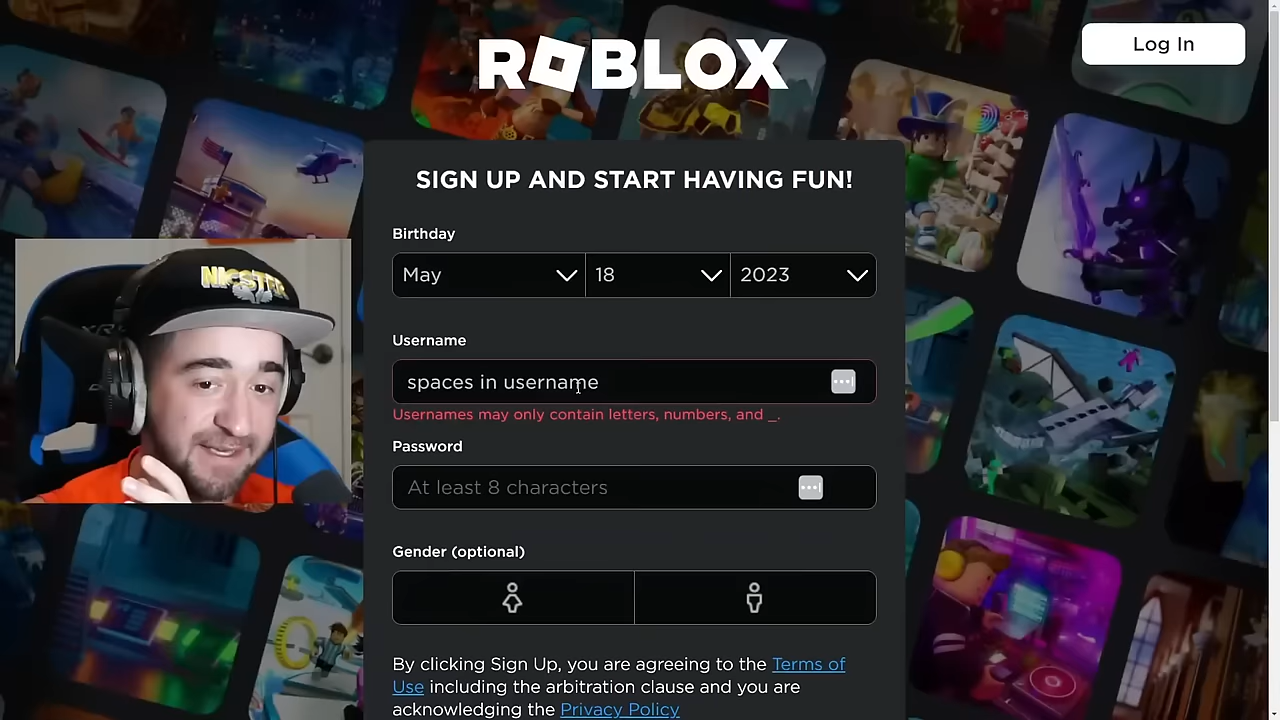 ROBLOX
Log In
SIGN UP AND START HAVING FUN!
Birthday
May 18 2023
Username
spaces in username
Usernames may only contain letters, numbers, and _.
Password
At least 8 characters
Gender (optional)
By clicking Sign Up, you are agreeing to the Terms of
Use including the arbitration clause and you are
acknowledging the Privacy Policy
NICSTER